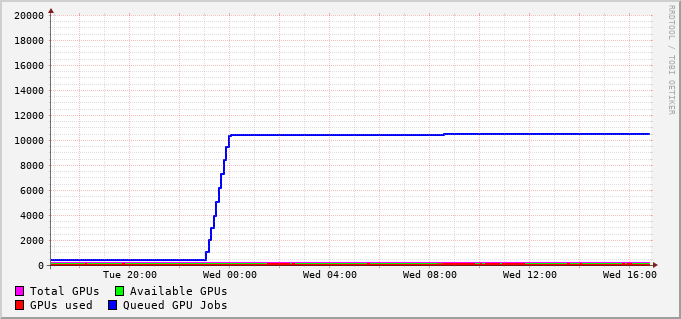 20000
18000
16000
14000
12000
10000
8000
6000
4000
2000
0
Tue 20:00 Wed 00:00 Wed 04:00 Wed 08:00 Wed 12:00 Wed 16:00
Total GPUs Available GPUs
GPUs used Queued GPU Jobs
RRDTOOL / TOBI OETIKER